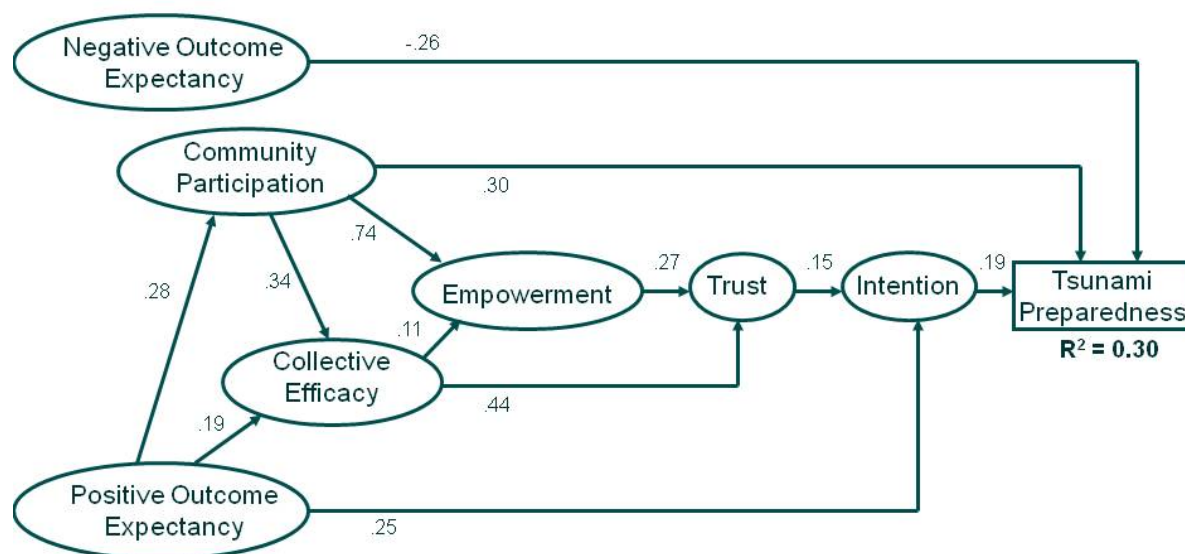 Negative Outcome
Expectancy
-.26
Community
Participation
.30
.74
.28
.34
Empowerment
.27
Trust
.15
Intention
.19
Tsunami
Preparedness
R² = 0.30
.11
Collective
Efficacy
.44
.19
Positive Outcome
Expectancy
.25